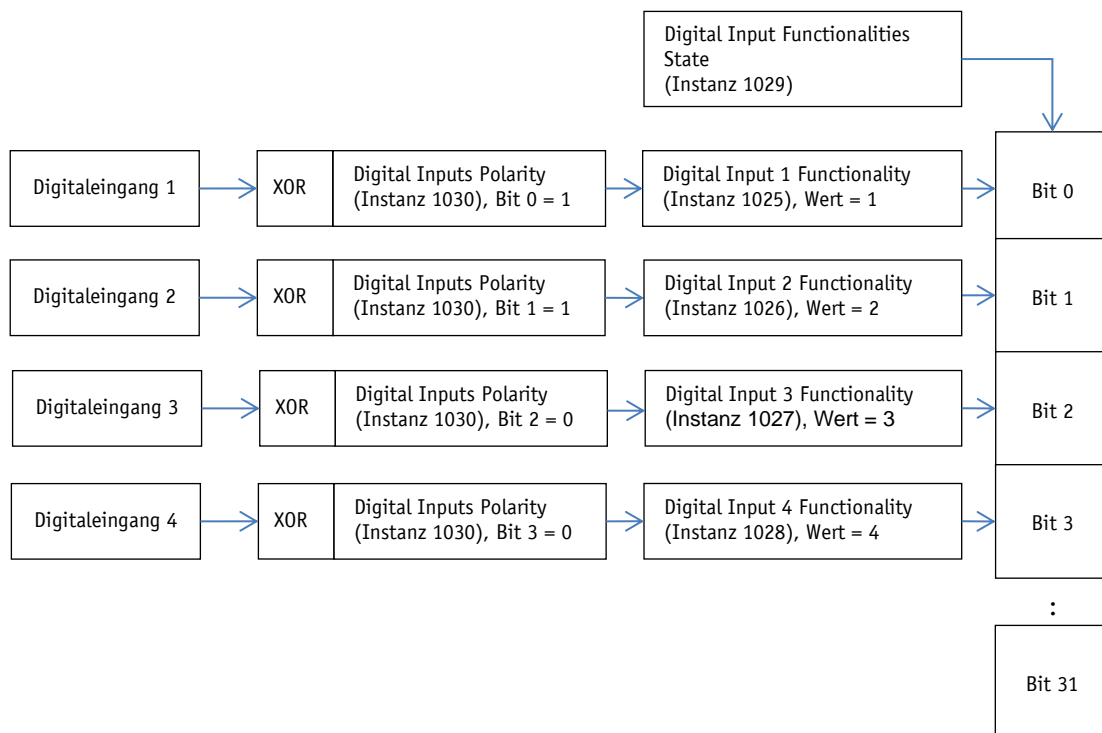 Digital Input Functionalities
State
(Instanz 1029)
Digitaleingang 1
XOR
Digital Inputs Polarity
(Instanz 1030), Bit 0 = 1
Digital Input 1 Functionality
(Instanz 1025), Wert = 1
Bit 0
Digitaleingang 2
XOR
Digital Inputs Polarity
(Instanz 1030), Bit 1 = 1
Digital Input 2 Functionality
(Instanz 1026), Wert = 2
Bit 1
Digitaleingang 3
XOR
Digital Inputs Polarity
(Instanz 1030), Bit 2 = 0
Digital Input 3 Functionality
(Instanz 1027), Wert = 3
Bit 2
Digitaleingang 4
XOR
Digital Inputs Polarity
(Instanz 1030), Bit 3 = 0
Digital Input 4 Functionality
(Instanz 1028), Wert = 4
Bit 3
:
Bit 31